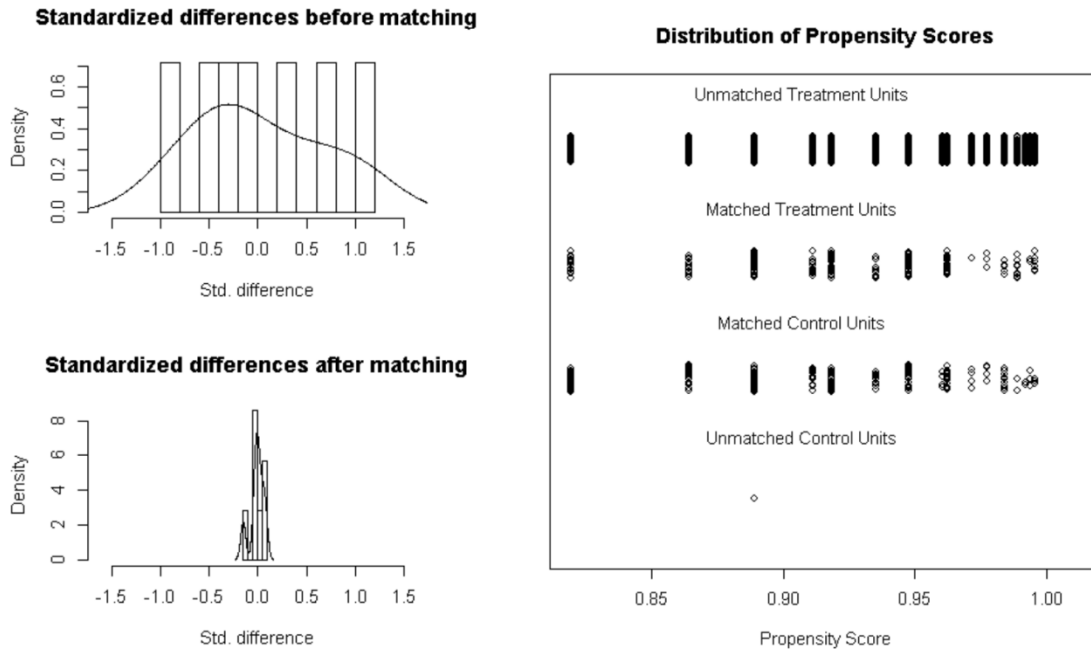 Standardized differences before matching
Density
0.0 0.2 0.4 0.6
-1.5 -1.0 -0.5 0.0 0.5 1.0 1.5
Std. difference
Standardized differences after matching
Density
0 2 4 6 8
-1.5 -1.0 -0.5 0.0 0.5 1.0 1.5
Std. difference
Distribution of Propensity Scores
Unmatched Treatment Units
Matched Treatment Units
Matched Control Units
Unmatched Control Units
0.85 0.90 0.95 1.00
Propensity Score